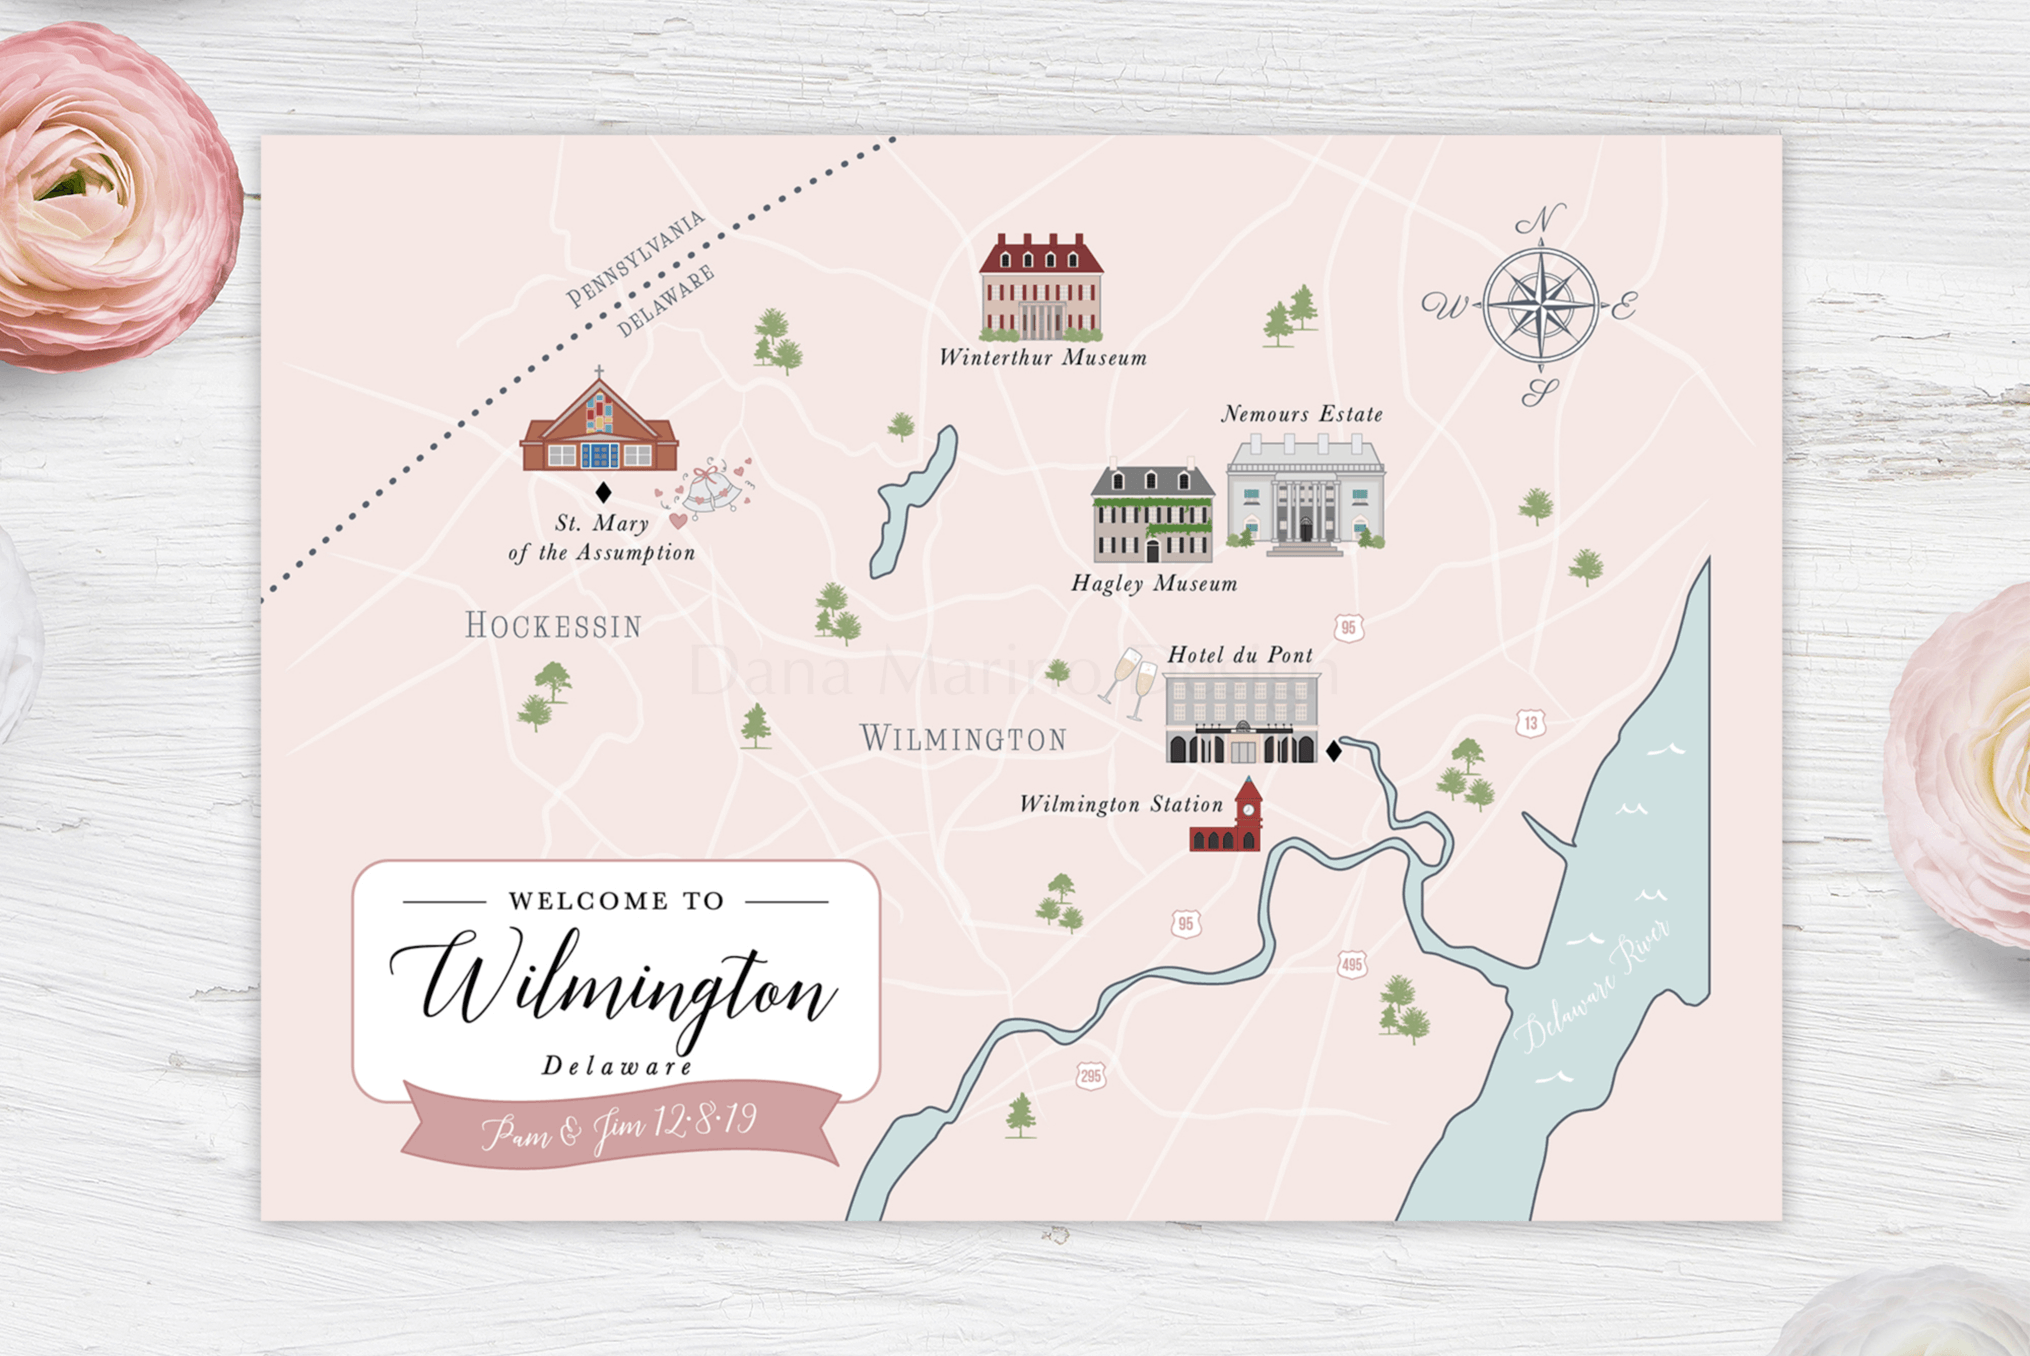 PENNSYLVANIA
DELAWARE
N
W E
S
Winterthur Museum
Nemours Estate
St. Mary
of the Assumption
Hagley Museum
HOCKESSIN
95
Hotel du Pont
Dana Marino Design
13
WILMINGTON
Wilmington Station
WELCOME TO
Wilmington
Delaware
Pam & Jim 12·8·19
95
495
Delaware River
295